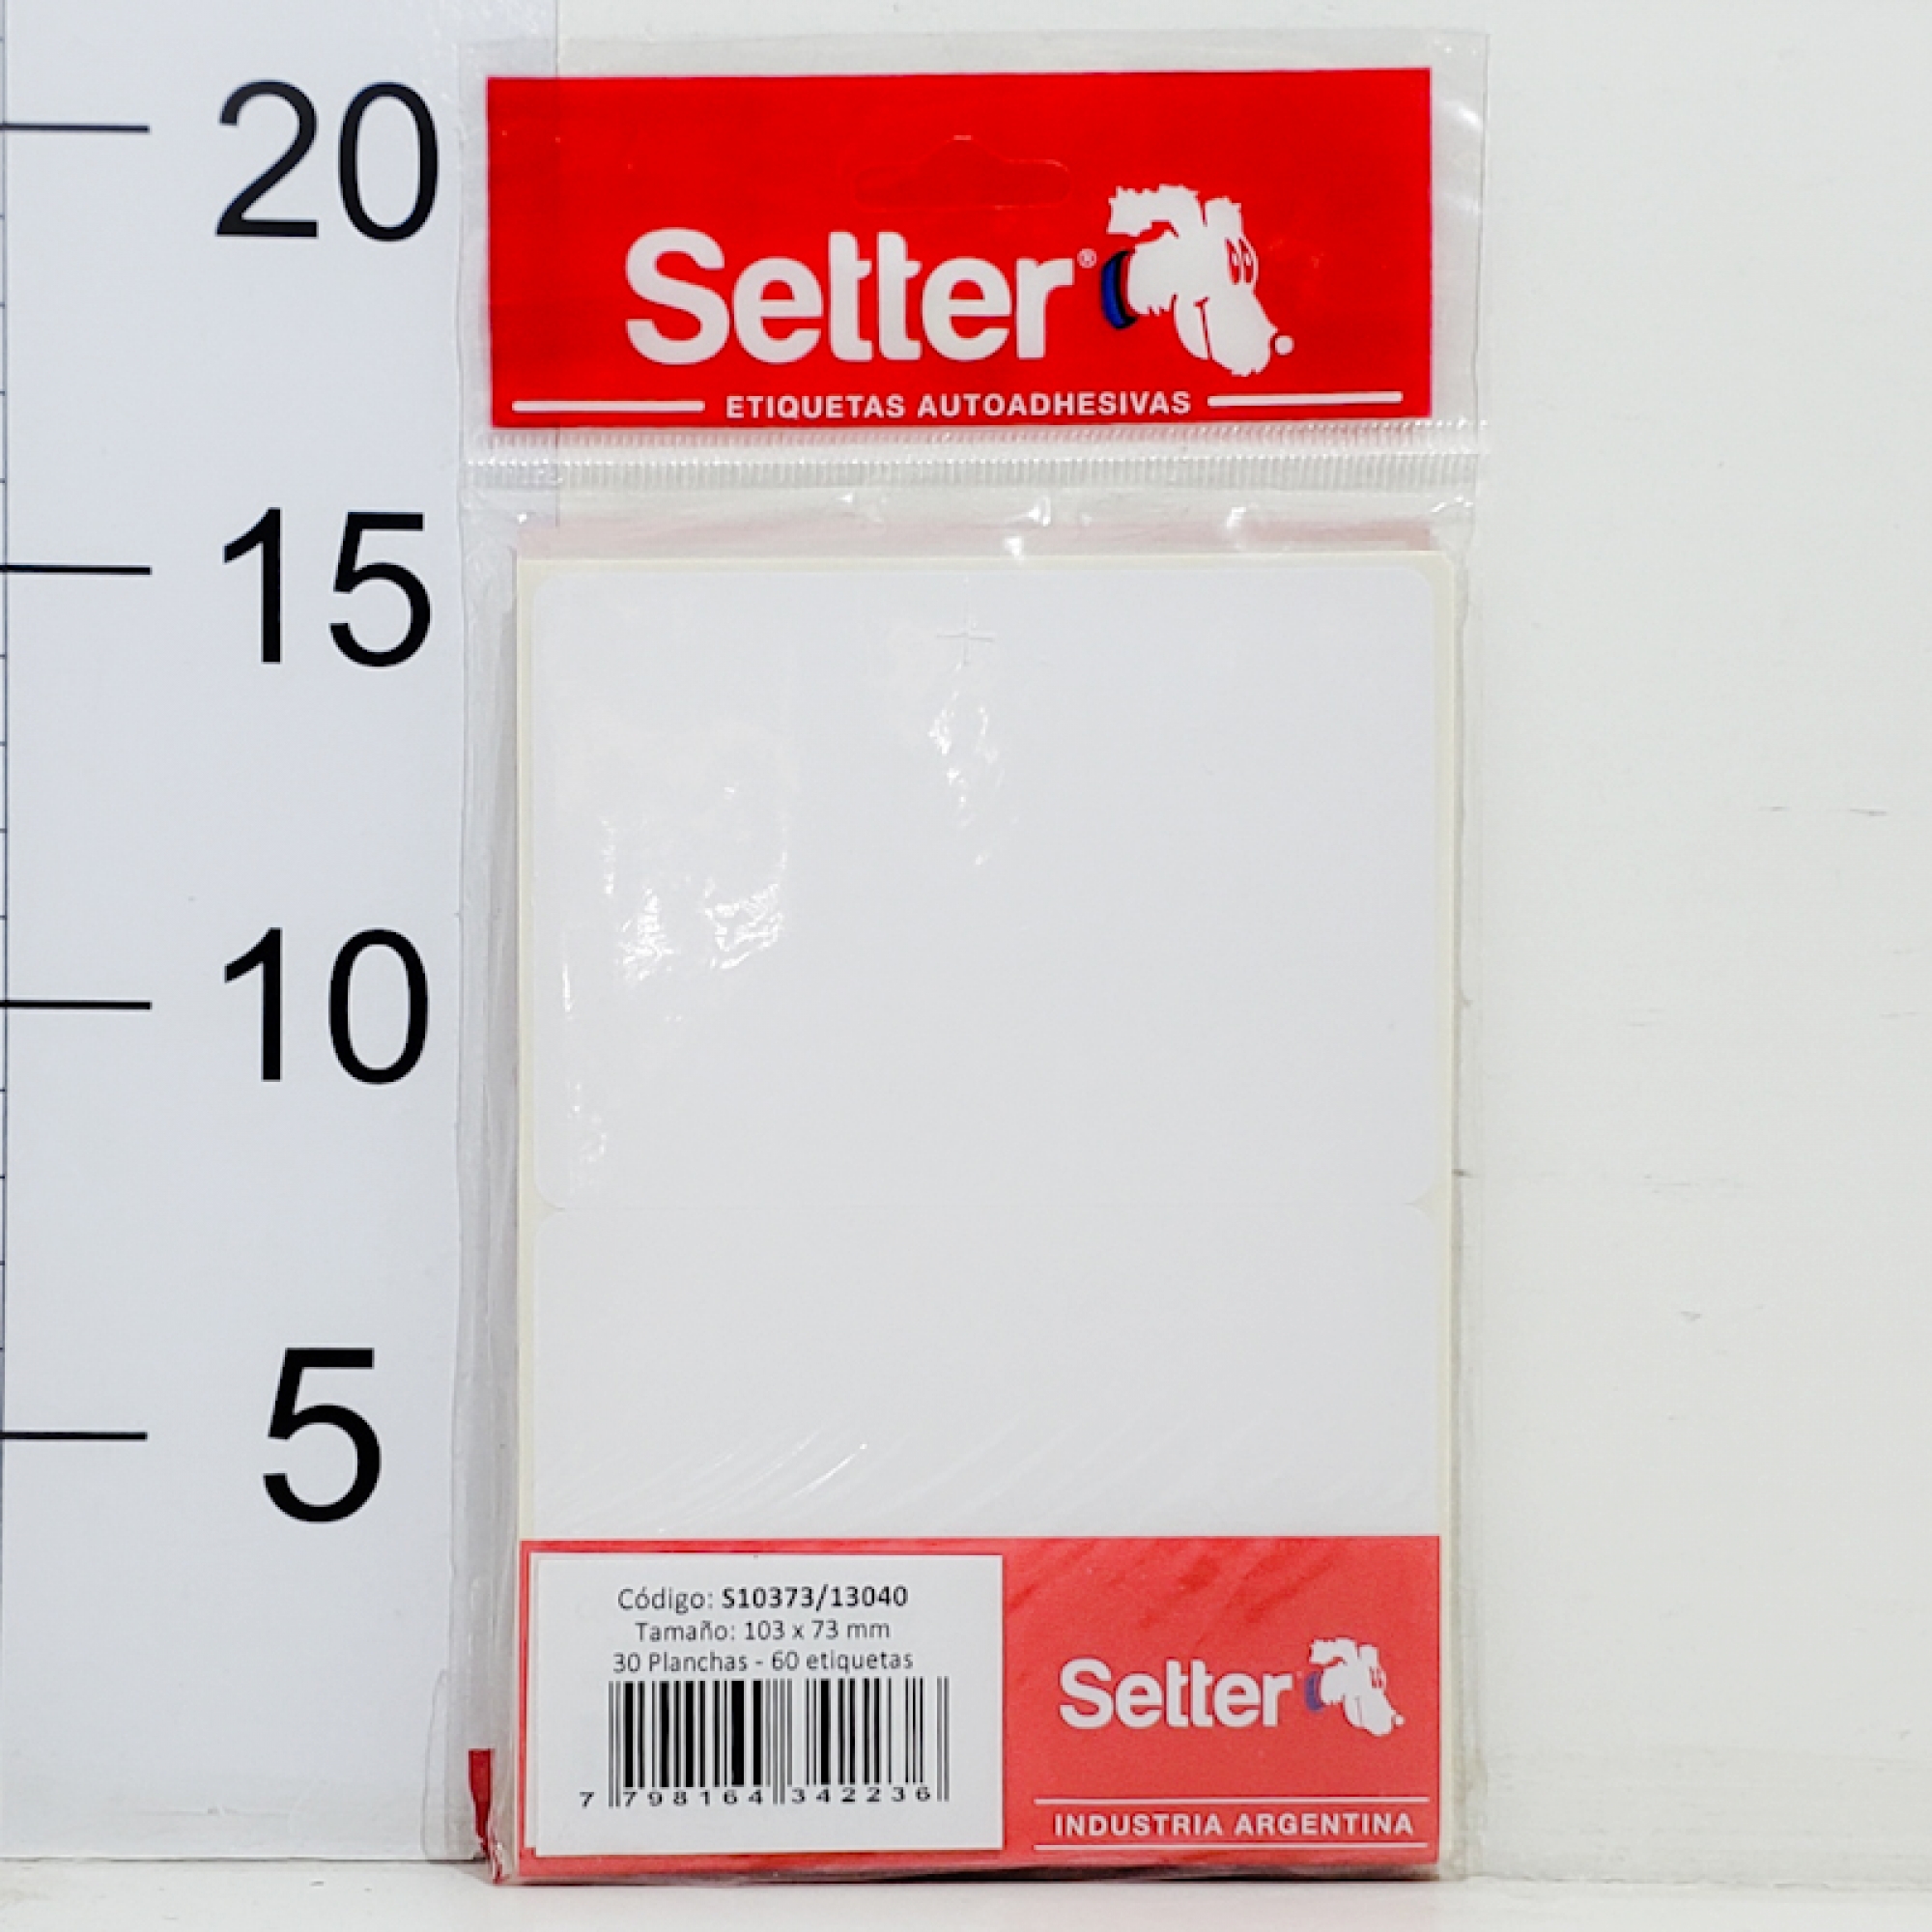 20
15
10
5
Setter®
ETIQUETAS AUTOADHESIVAS
Código: S10373/13040
Tamaño: 103 x 73 mm
30 Planchas - 60 etiquetas
7 798164 342236
Setter
INDUSTRIA ARGENTINA